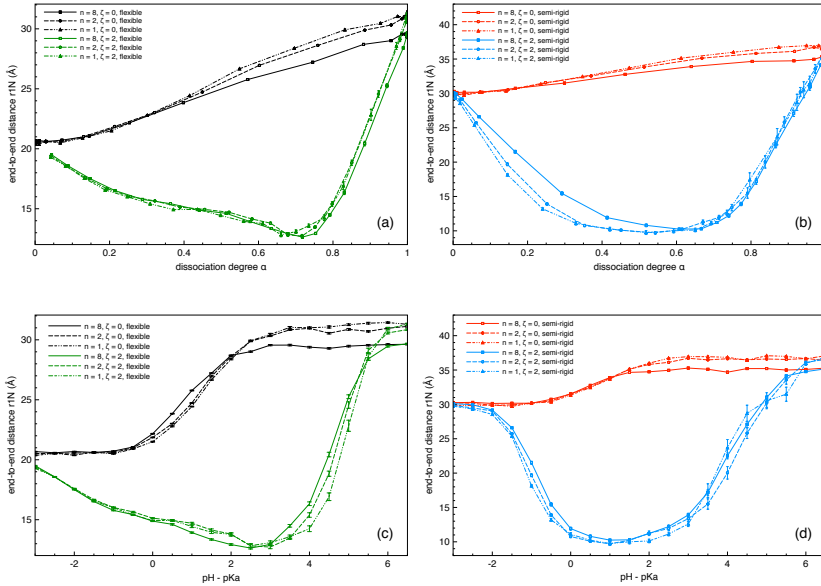 n = 8, ζ = 0, flexible
n = 2, ζ = 0, flexible
n = 1, ζ = 0, flexible
n = 8, ζ = 2, flexible
n = 2, ζ = 2, flexible
n = 1, ζ = 2, flexible
30
25
20
15
end-to-end distance r1N (Å)
(a)
0 0.2 0.4 0.6 0.8 1
dissociation degree α
n = 8, ζ = 0, semi-rigid
n = 2, ζ = 0, semi-rigid
n = 1, ζ = 0, semi-rigid
n = 8, ζ = 2, semi-rigid
n = 2, ζ = 2, semi-rigid
n = 1, ζ = 2, semi-rigid
40
35
30
25
20
15
10
end-to-end distance r1N (Å)
(b)
0 0.2 0.4 0.6 0.8
dissociation degree α
n = 8, ζ = 0, flexible
n = 2, ζ = 0, flexible
n = 1, ζ = 0, flexible
n = 8, ζ = 2, flexible
n = 2, ζ = 2, flexible
n = 1, ζ = 2, flexible
30
25
20
15
end-to-end distance r1N (Å)
(c)
-2 0 2 4 6
pH - pKa
n = 8, ζ = 0, semi-rigid
n = 2, ζ = 0, semi-rigid
n = 1, ζ = 0, semi-rigid
n = 8, ζ = 2, semi-rigid
n = 2, ζ = 2, semi-rigid
n = 1, ζ = 2, semi-rigid
40
35
30
25
20
15
10
end-to-end distance r1N (Å)
(d)
-2 0 2 4 6
pH - pKa